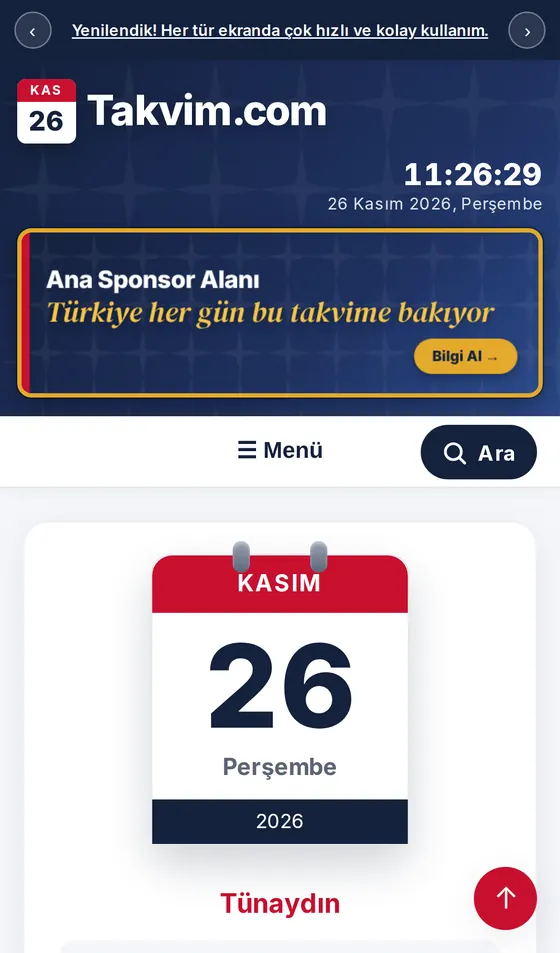 ‹ Yenilendik! Her tür ekranda çok hızlı ve kolay kullanım. ›
KAS
26
Takvim.com
11:26:29
26 Kasım 2026, Perşembe
Ana Sponsor Alanı
Türkiye her gün bu takvime bakıyor
Bilgi Al →
☰ Menü
Ara
KASIM
26
Perşembe
2026
Tünaydın